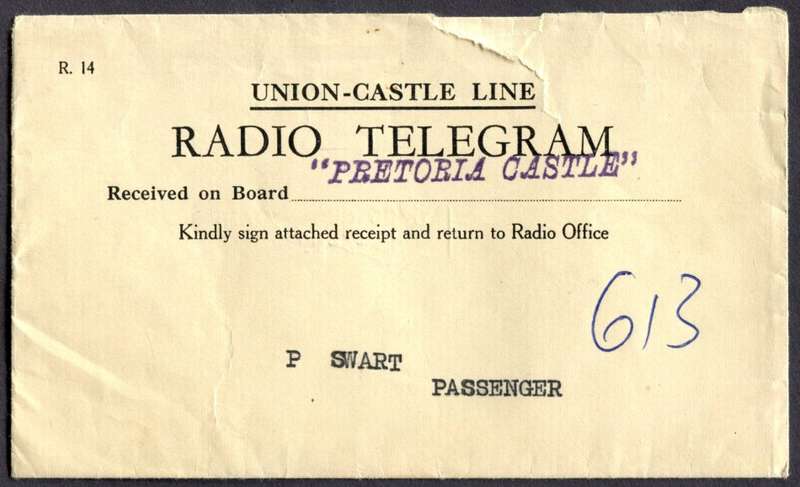 R. 14
UNION-CASTLE LINE
RADIO TELEGRAM
"PRETORIA CASTLE"
Received on Board
Kindly sign attached receipt and return to Radio Office
613
P SWART
PASSENGER